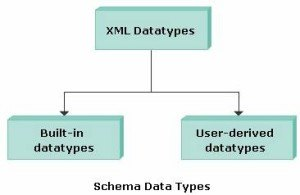 XML Datatypes
Built-in
datatypes
User-derived
datatypes
Schema Data Types